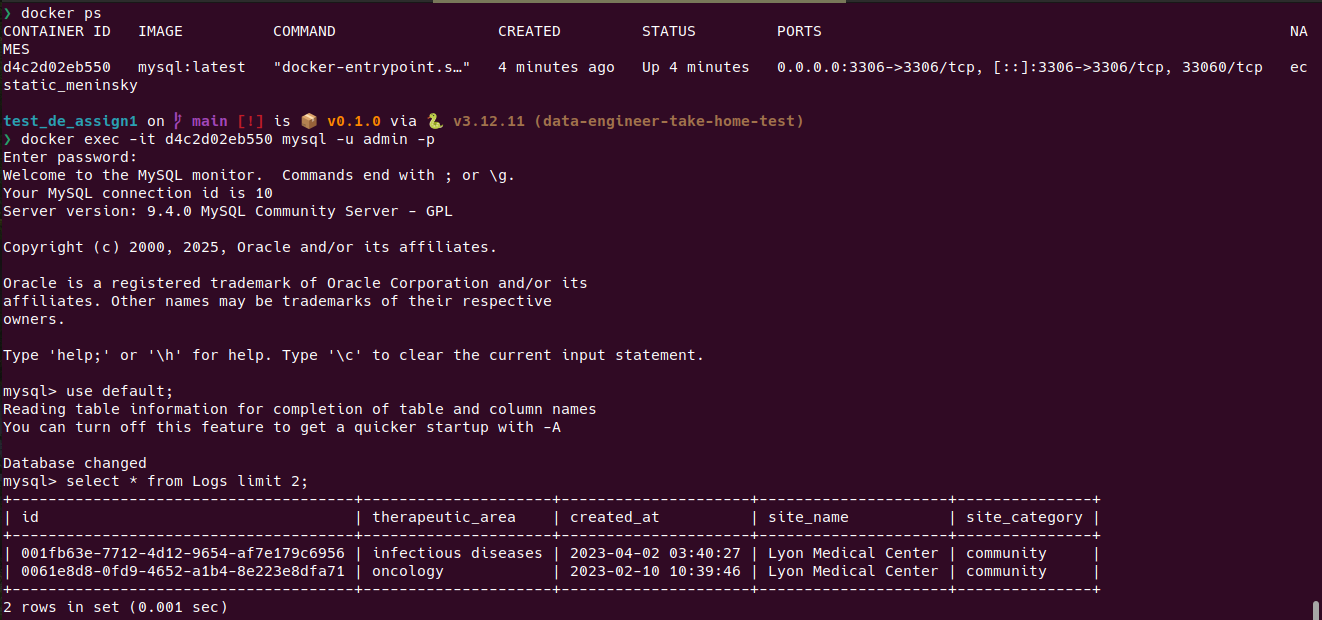 ❯ docker ps
CONTAINER ID   IMAGE          COMMAND                  CREATED         STATUS         PORTS                                                    NA
MES
d4c2d02eb550   mysql:latest   "docker-entrypoint.s…"   4 minutes ago   Up 4 minutes   0.0.0.0:3306->3306/tcp, [::]:3306->3306/tcp, 33060/tcp   ec
static_meninsky
test_de_assign1 on  main [!] is 📦 v0.1.0 via 🐍 v3.12.11 (data-engineer-take-home-test)
❯ docker exec -it d4c2d02eb550 mysql -u admin -p
Enter password:
Welcome to the MySQL monitor.  Commands end with ; or \g.
Your MySQL connection id is 10
Server version: 9.4.0 MySQL Community Server - GPL
Copyright (c) 2000, 2025, Oracle and/or its affiliates.
Oracle is a registered trademark of Oracle Corporation and/or its
affiliates. Other names may be trademarks of their respective
owners.
Type 'help;' or '\h' for help. Type '\c' to clear the current input statement.
mysql> use default;
Reading table information for completion of table and column names
You can turn off this feature to get a quicker startup with -A
Database changed
mysql> select * from Logs limit 2;
+--------------------------------------+---------------------+---------------------+---------------------+---------------+
| id                                   | therapeutic_area    | created_at          | site_name           | site_category |
+--------------------------------------+---------------------+---------------------+---------------------+---------------+
| 001fb63e-7712-4d12-9654-af7e179c6956 | infectious diseases | 2023-04-02 03:40:27 | Lyon Medical Center | community     |
| 0061e8d8-0fd9-4652-a1b4-8e223e8dfa71 | oncology            | 2023-02-10 10:39:46 | Lyon Medical Center | community     |
+--------------------------------------+---------------------+---------------------+---------------------+---------------+
2 rows in set (0.001 sec)